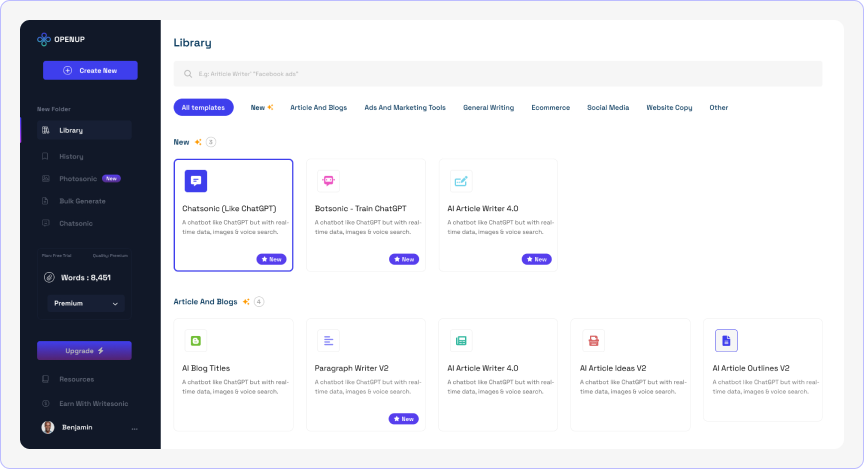 OPENUP
Create New
New Folder
Library
History
Photosonic New
Bulk Generate
Chatsonic
Plan: Free Trial Quality: Premium
Words : 8,451
Premium
Upgrade
Resources
Earn With Writesonic
Benjamin ...
Library
E.g: Ariicle Writer" "Facebook ads"
All templates New Article And Blogs Ads And Marketing Tools General Writing Ecommerce Social Media Website Copy Other
New 3
Chatsonic (Like ChatGPT)
A chatbot like ChatGPT but with real-
time data, images & voice search.
New
Botsonic - Train ChatGPT
A chatbot like ChatGPT but with real-
time data, images & voice search.
New
AI Article Writer 4.0
A chatbot like ChatGPT but with real-
time data, images & voice search.
New
Article And Blogs 4
AI Blog Titles
A chatbot like ChatGPT but with real-
time data, images & voice search.
Paragraph Writer V2
A chatbot like ChatGPT but with real-
time data, images & voice search.
New
AI Article Writer 4.0
A chatbot like ChatGPT but with real-
time data, images & voice search.
AI Article Ideas V2
A chatbot like ChatGPT but with real-
time data, images & voice search.
AI Article Outlines V2
A chatbot like ChatGPT but with real-
time data, images & voice search.